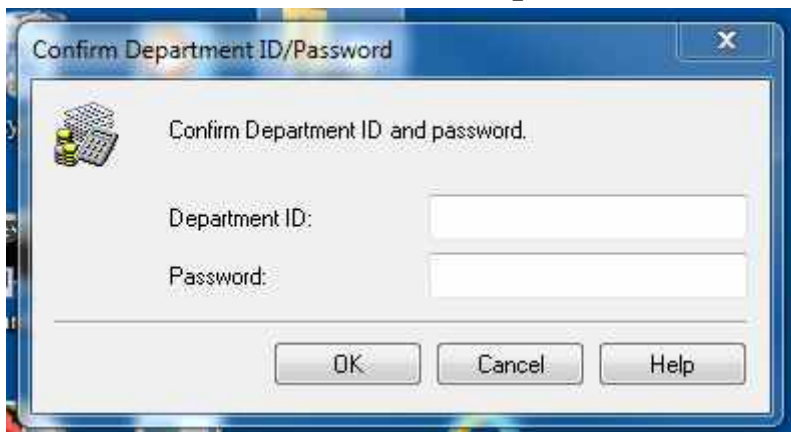 Confirm Department ID/Password
Confirm Department ID and password.
Department ID:
Password:
OK Cancel Help